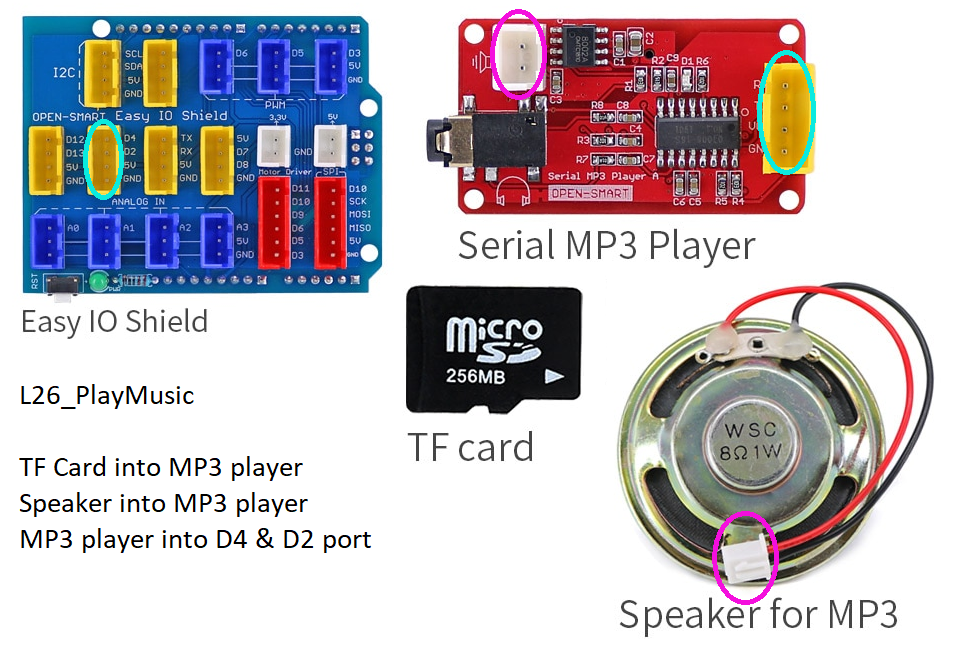 SCL
SDA
5V
GND
I2C
D6
D5
D3
5V
GND
PWM
OPEN-SMART Easy IO Shield
3.3V
5V
D12
D13
5V
GND
D4
D2
5V
GND
TX
RX
5V
GND
D7
D8
GND
Motor Driver
SPI
ANALOG IN
D11
D10
D9
D6
D5
D3
D10
SCK
MOSI
MISO
5V
GND
A0
A1
A2
A3
5V
GND
RST
Easy IO Shield
8002A
C1
C2
R2
C9
D1
R6
R1
C3
R8
C8
R3
C4
R7
C7
O
GN
Serial MP3 Player A
OPEN-SMART
C6
C5
R5
R4
Serial MP3 Player
L26_PlayMusic
TF Card into MP3 player
Speaker into MP3 player
MP3 player into D4 & D2 port
micro
SD
256MB
TF card
WSC
8Ω1W
Speaker for MP3